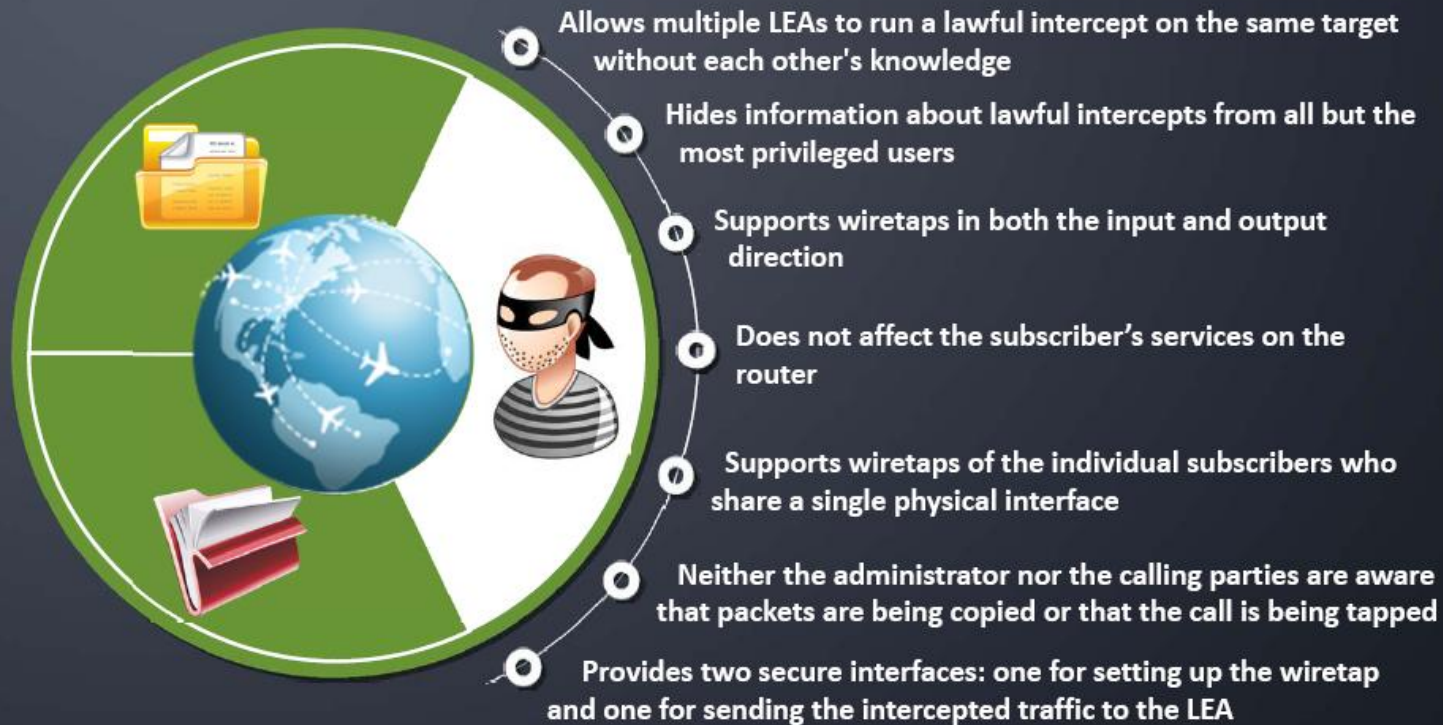 Allows multiple LEAs to run a lawful intercept on the same target
without each other's knowledge
Hides information about lawful intercepts from all but the
most privileged users
Supports wiretaps in both the input and output
direction
Does not affect the subscriber’s services on the
router
Supports wiretaps of the individual subscribers who
share a single physical interface
Neither the administrator nor the calling parties are aware
that packets are being copied or that the call is being tapped
Provides two secure interfaces: one for setting up the wiretap
and one for sending the intercepted traffic to the LEA